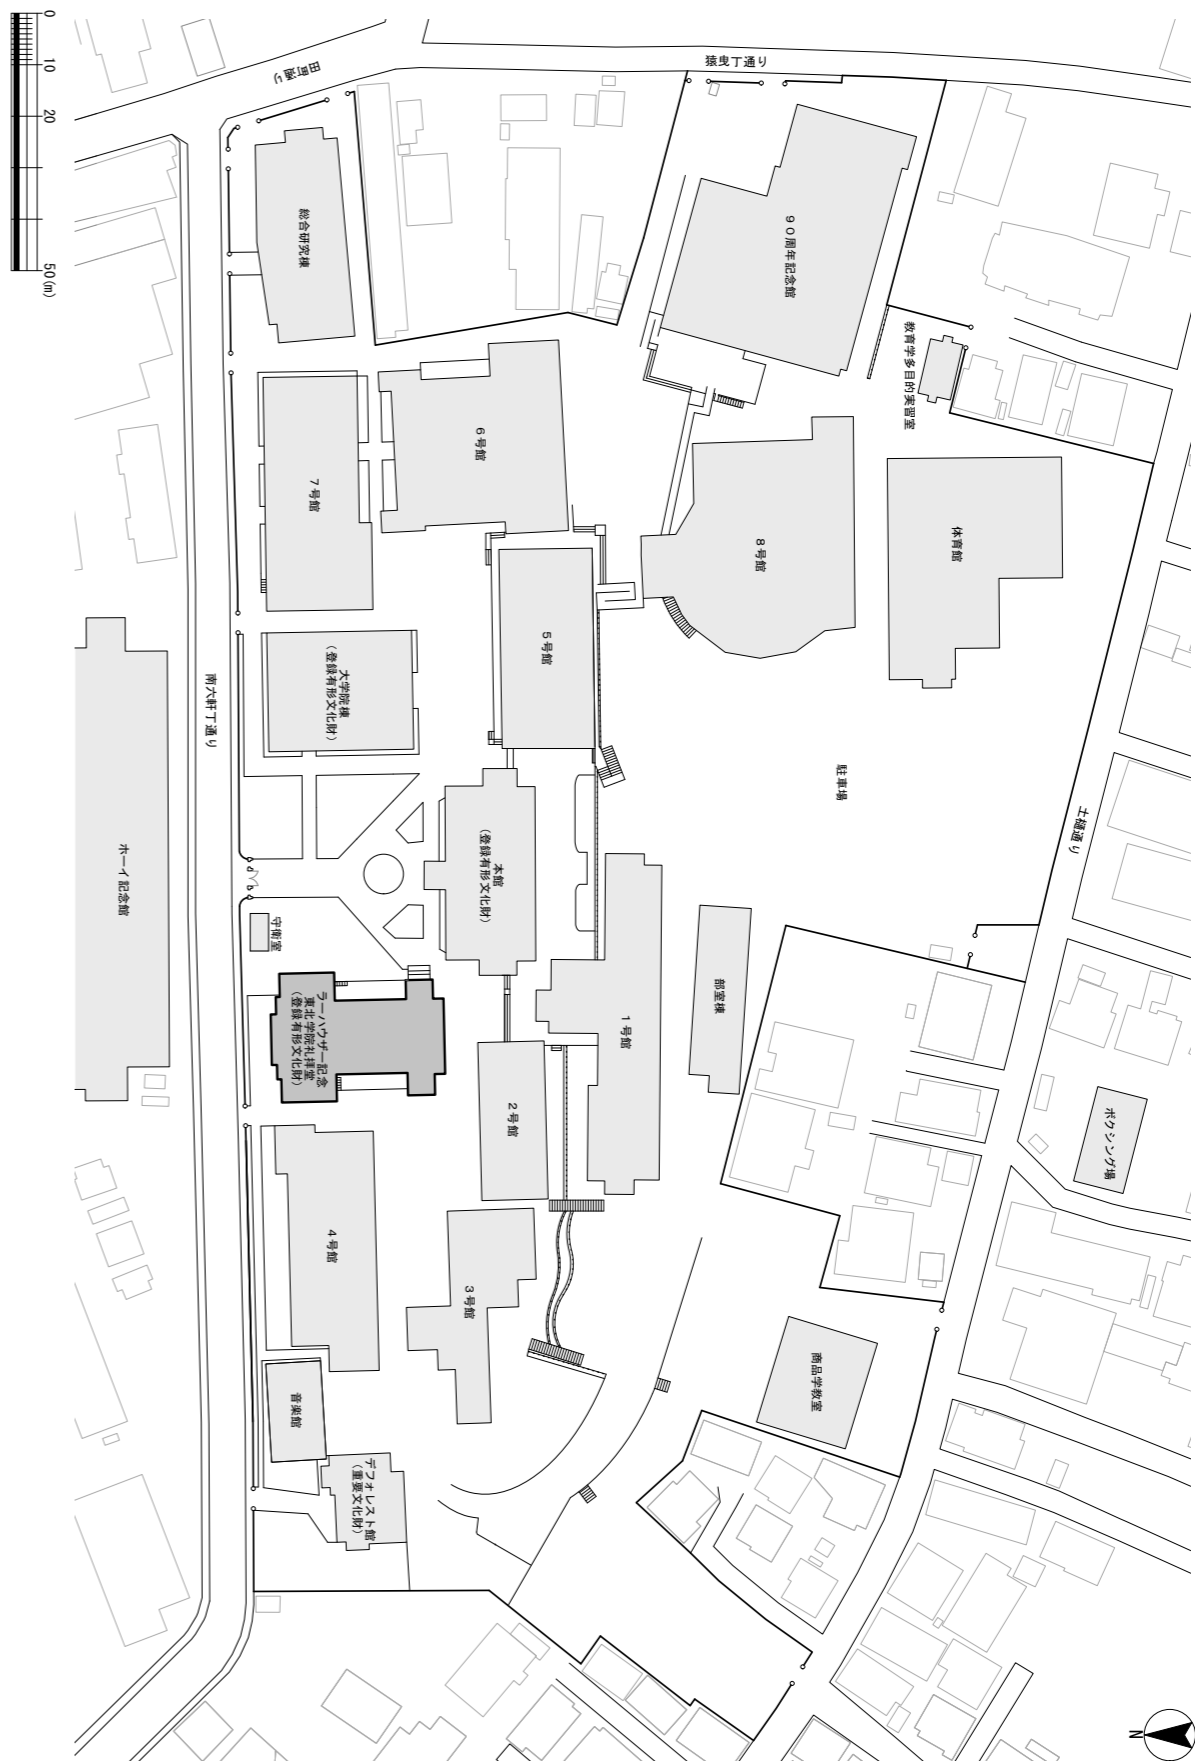 0
10
20
50(m)
猿曳丁通り
田町通り
総合研究棟
90周年記念館
教育学多目的実習室
6号館
7号館
8号館
体育館
5号館
大学院棟
(登録有形文化財)
南六軒丁通り
駐車場
土樋通り
ホーイ記念館
本館
(登録有形文化財)
守衛室
部室棟
1号館
ラーハウザー記念
東北学院礼拝堂
(登録有形文化財)
2号館
ボクシング場
4号館
3号館
商品学教室
音楽館
デフォレスト館
(重要文化財)
N